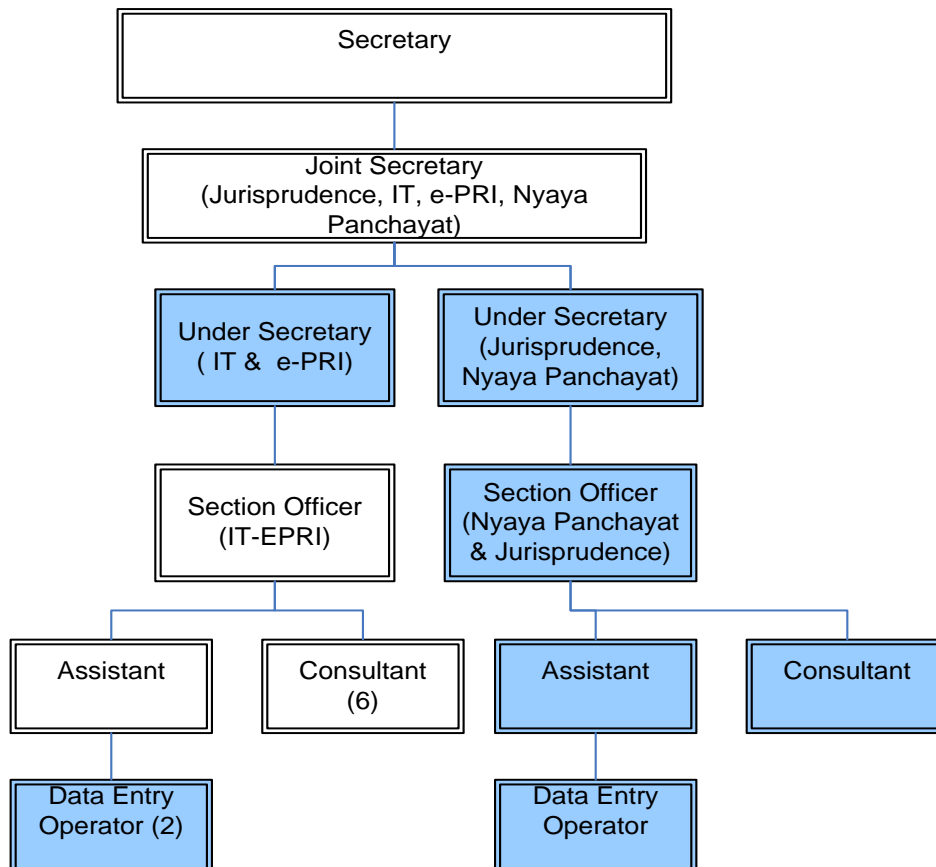 Secretary
Joint Secretary
(Jurisprudence, IT, e-PRI, Nyaya
Panchayat)
Under Secretary
( IT &  e-PRI)
Under Secretary
(Jurisprudence,
Nyaya Panchayat)
Section Officer
(IT-EPRI)
Section Officer
(Nyaya Panchayat
& Jurisprudence)
Assistant
Consultant
(6)
Assistant
Consultant
Data Entry
Operator (2)
Data Entry
Operator